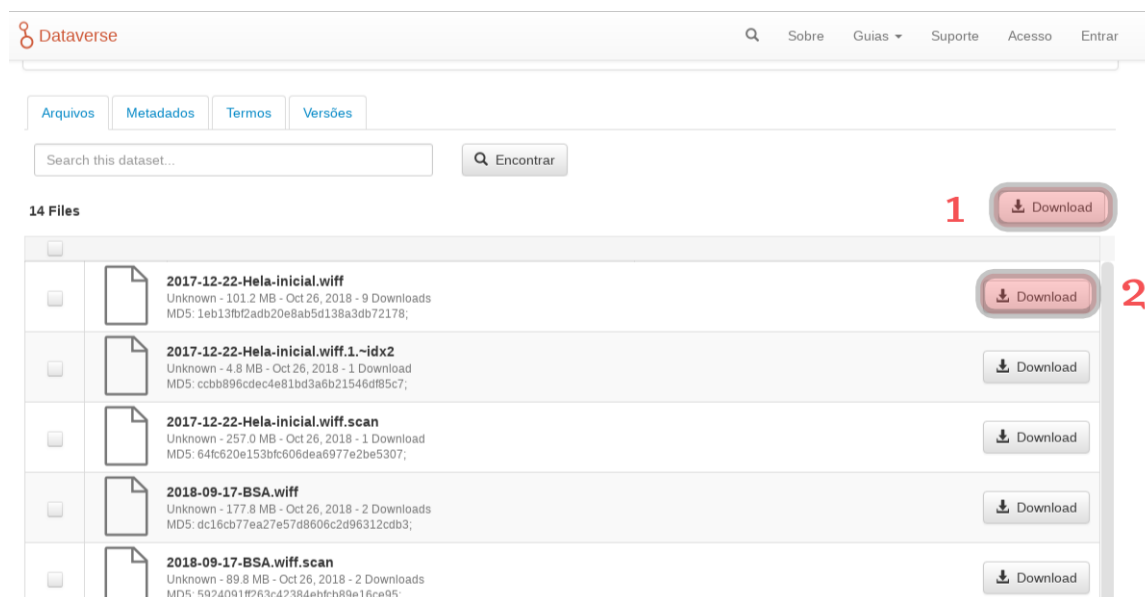 Dataverse
Sobre Guias Suporte Acesso Entrar
Arquivos Metadados Termos Versões
Search this dataset... Encontrar
14 Files 1 Download
2017-12-22-Hela-inicial.wiff
Unknown - 101.2 MB - Oct 26, 2018 - 9 Downloads
MD5: 1eb13fbf2adb20e8ab5d138a3db72178;
Download 2
2017-12-22-Hela-inicial.wiff.1.~idx2
Unknown - 4.8 MB - Oct 26, 2018 - 1 Download
MD5: ccbb896cdec4e81bd3a6b21546df85c7;
Download
2017-12-22-Hela-inicial.wiff.scan
Unknown - 257.0 MB - Oct 26, 2018 - 1 Download
MD5: 64fc620e153bfc606dea6977e2be5307;
Download
2018-09-17-BSA.wiff
Unknown - 177.8 MB - Oct 26, 2018 - 2 Downloads
MD5: dc16cb77ea27e57d8606c2d96312cdb3;
Download
2018-09-17-BSA.wiff.scan
Unknown - 89.8 MB - Oct 26, 2018 - 2 Downloads
MD5: 5924091ff263c42384ebfcb89e16ce95;
Download